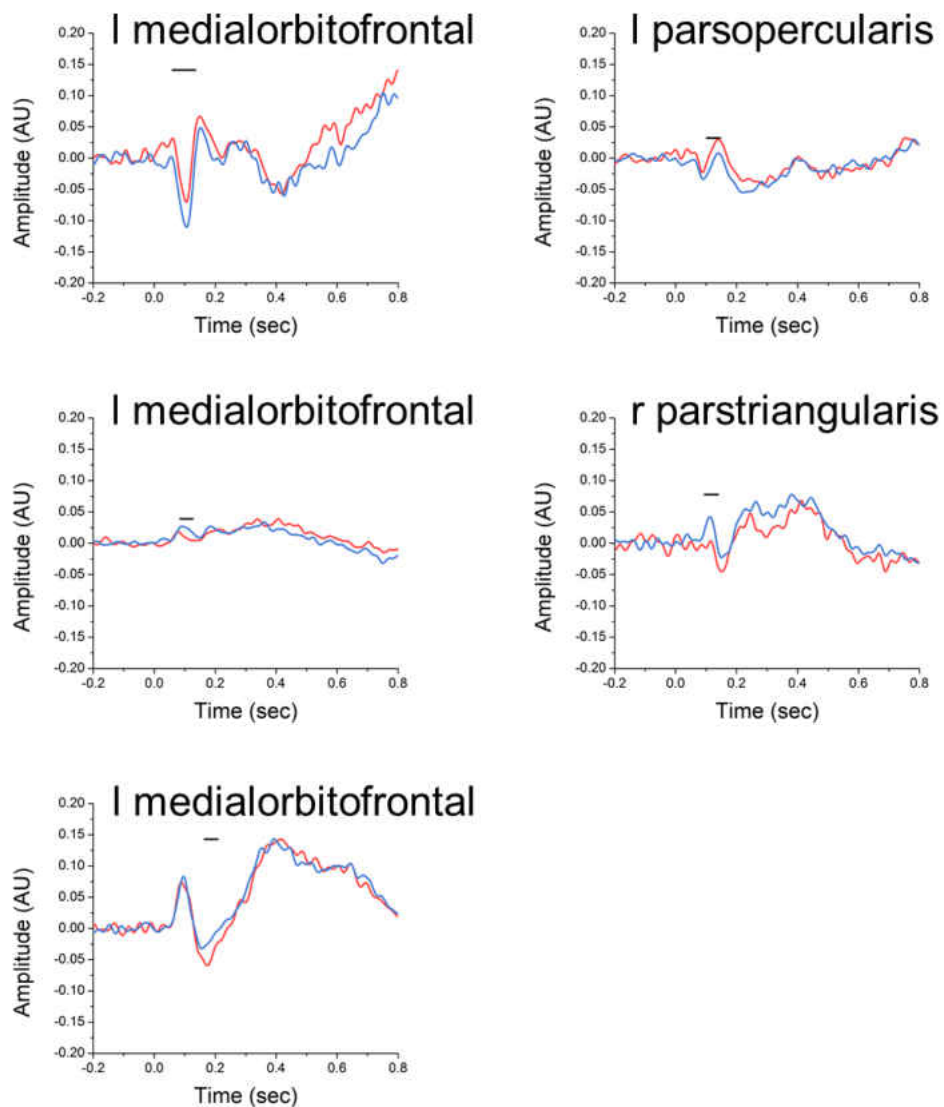 l medialorbitofrontal
Amplitude (AU)
0.20
0.15
0.10
0.05
0.00
-0.05
-0.10
-0.15
-0.20
-0.2 0.0 0.2 0.4 0.6 0.8
Time (sec)
l parsopercularis
Amplitude (AU)
0.20
0.15
0.10
0.05
0.00
-0.05
-0.10
-0.15
-0.20
-0.2 0.0 0.2 0.4 0.6 0.8
Time (sec)
l medialorbitofrontal
Amplitude (AU)
0.20
0.15
0.10
0.05
0.00
-0.05
-0.10
-0.15
-0.20
-0.2 0.0 0.2 0.4 0.6 0.8
Time (sec)
r parstriangularis
Amplitude (AU)
0.20
0.15
0.10
0.05
0.00
-0.05
-0.10
-0.15
-0.20
-0.2 0.0 0.2 0.4 0.6 0.8
Time (sec)
l medialorbitofrontal
Amplitude (AU)
0.20
0.15
0.10
0.05
0.00
-0.05
-0.10
-0.15
-0.20
-0.2 0.0 0.2 0.4 0.6 0.8
Time (sec)